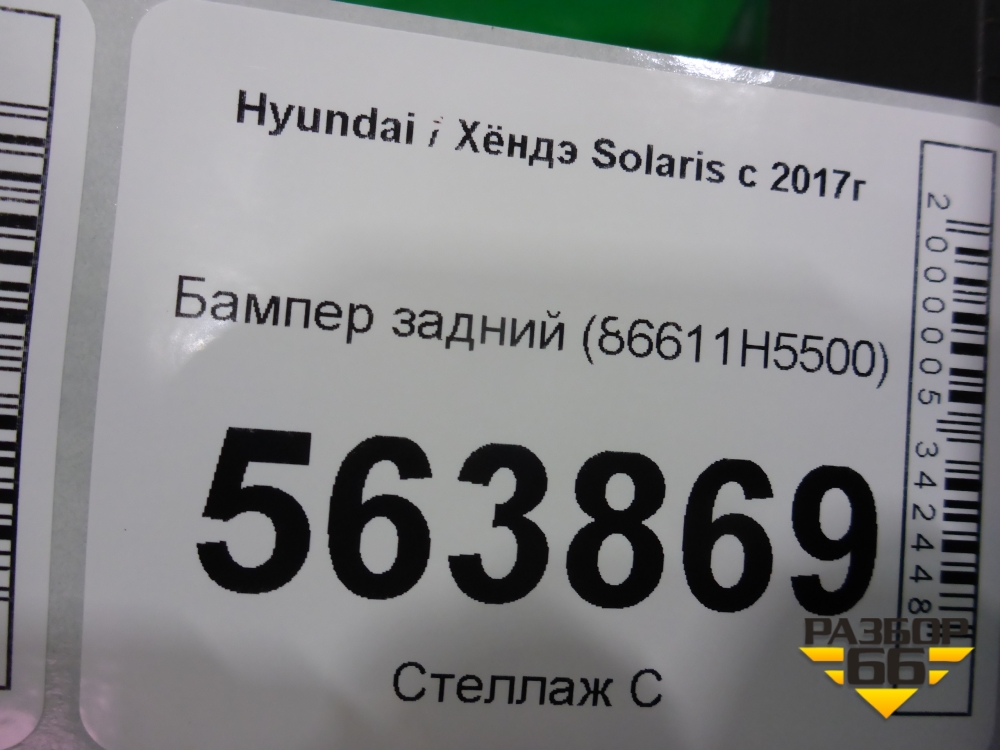 Hyundai / Хёндэ Solaris с 2017г
Бампер задний (86611H5500)
563869
Стеллаж С
2000005342448
РАЗБОР
66